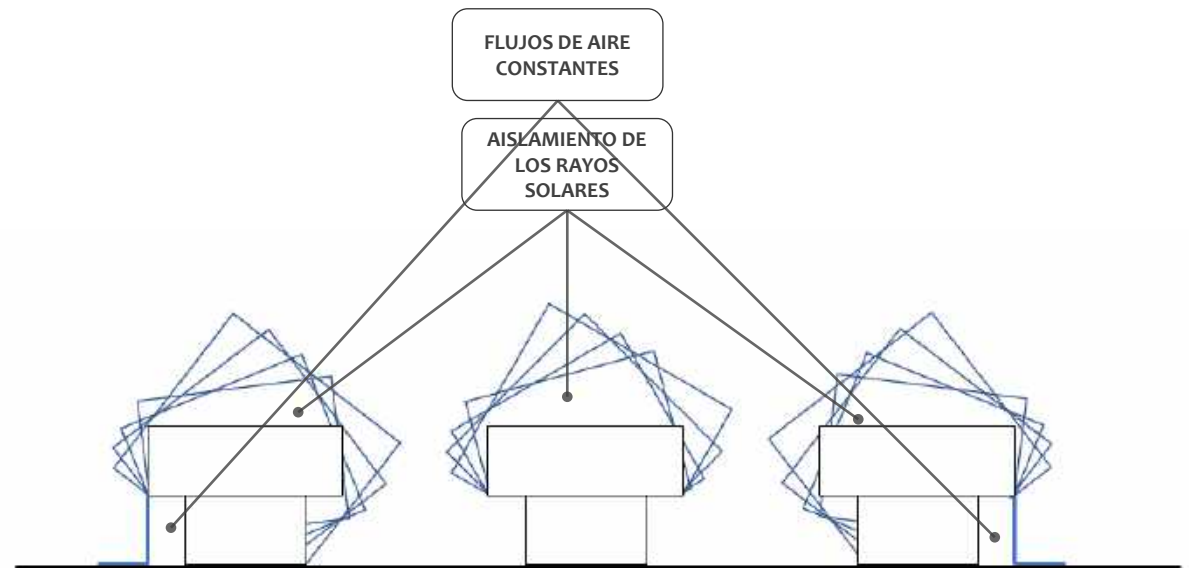 FLUJOS DE AIRE
CONSTANTES
AISLAMIENTO DE
LOS RAYOS
SOLARES